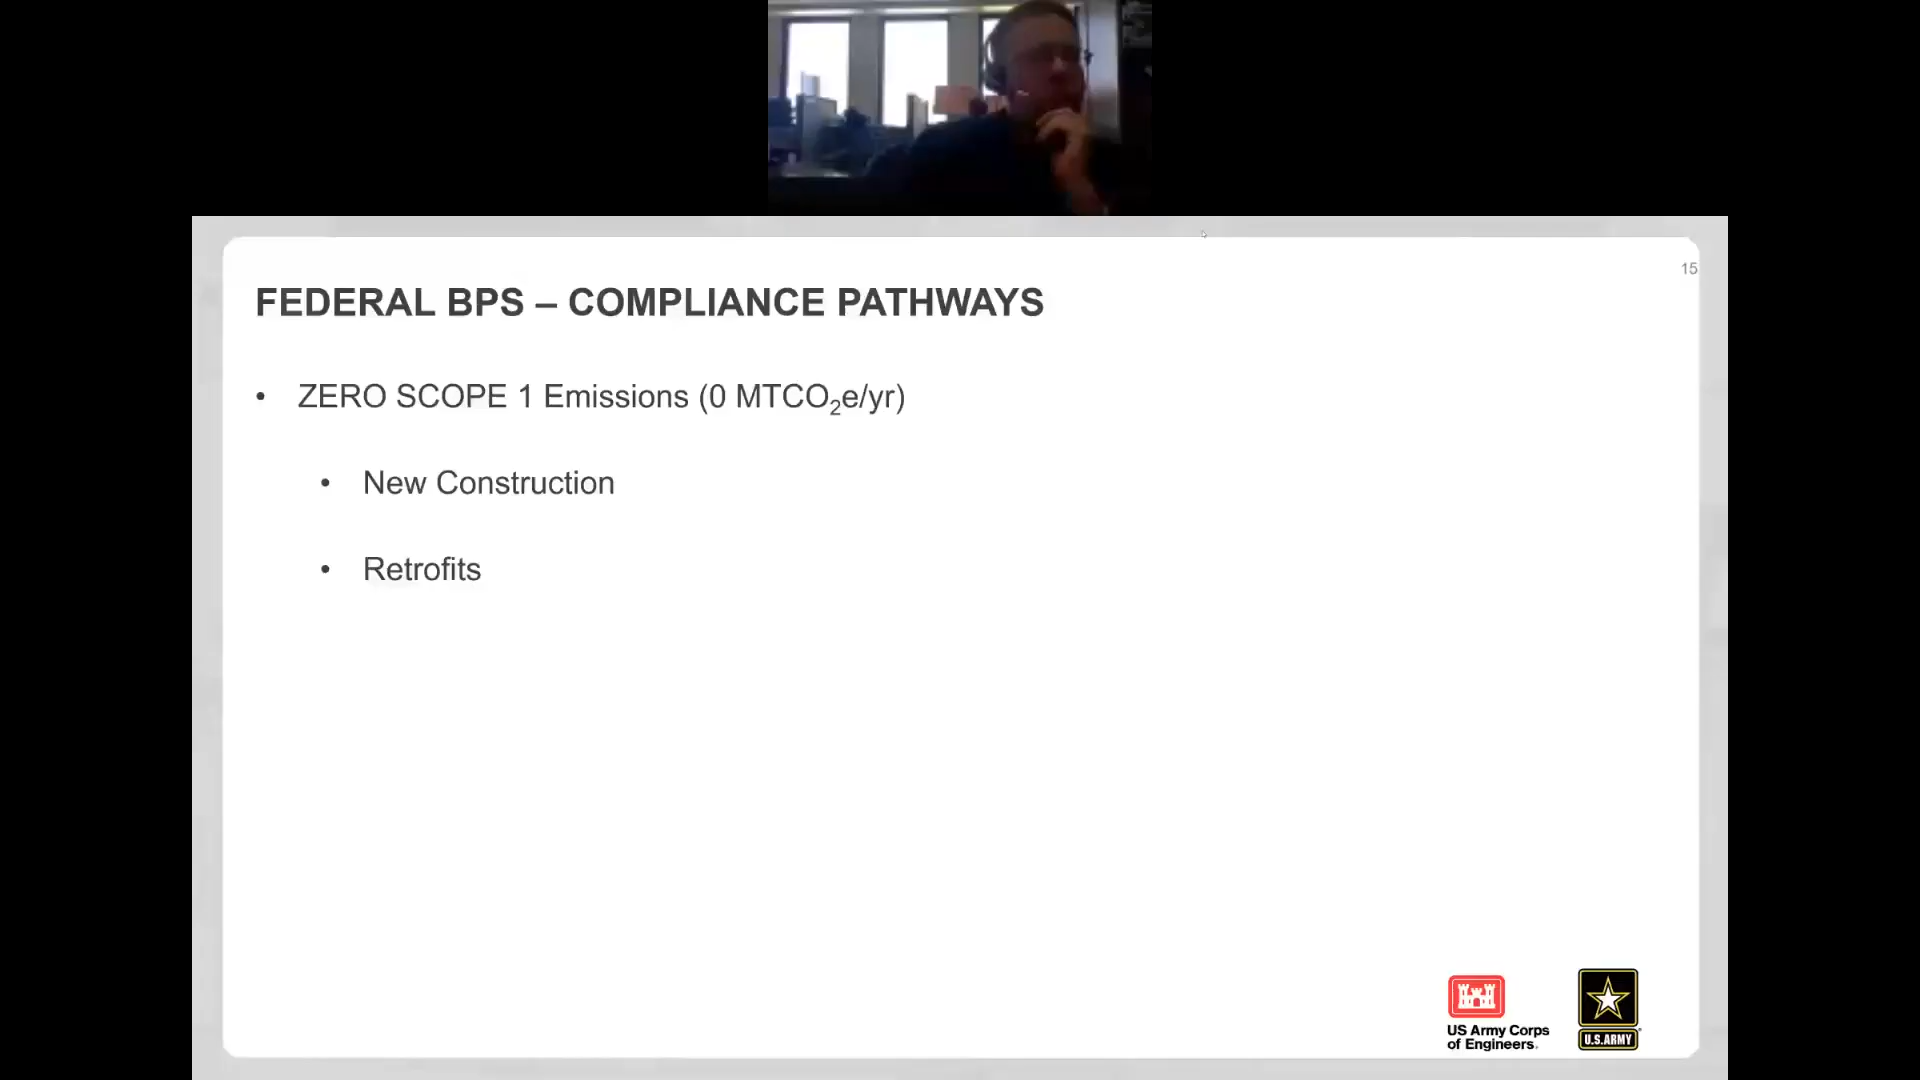 15
FEDERAL BPS – COMPLIANCE PATHWAYS
• ZERO SCOPE 1 Emissions (0 MTCO₂e/yr)
• New Construction
• Retrofits
US Army Corps
of Engeneers.
U.S.ARMY